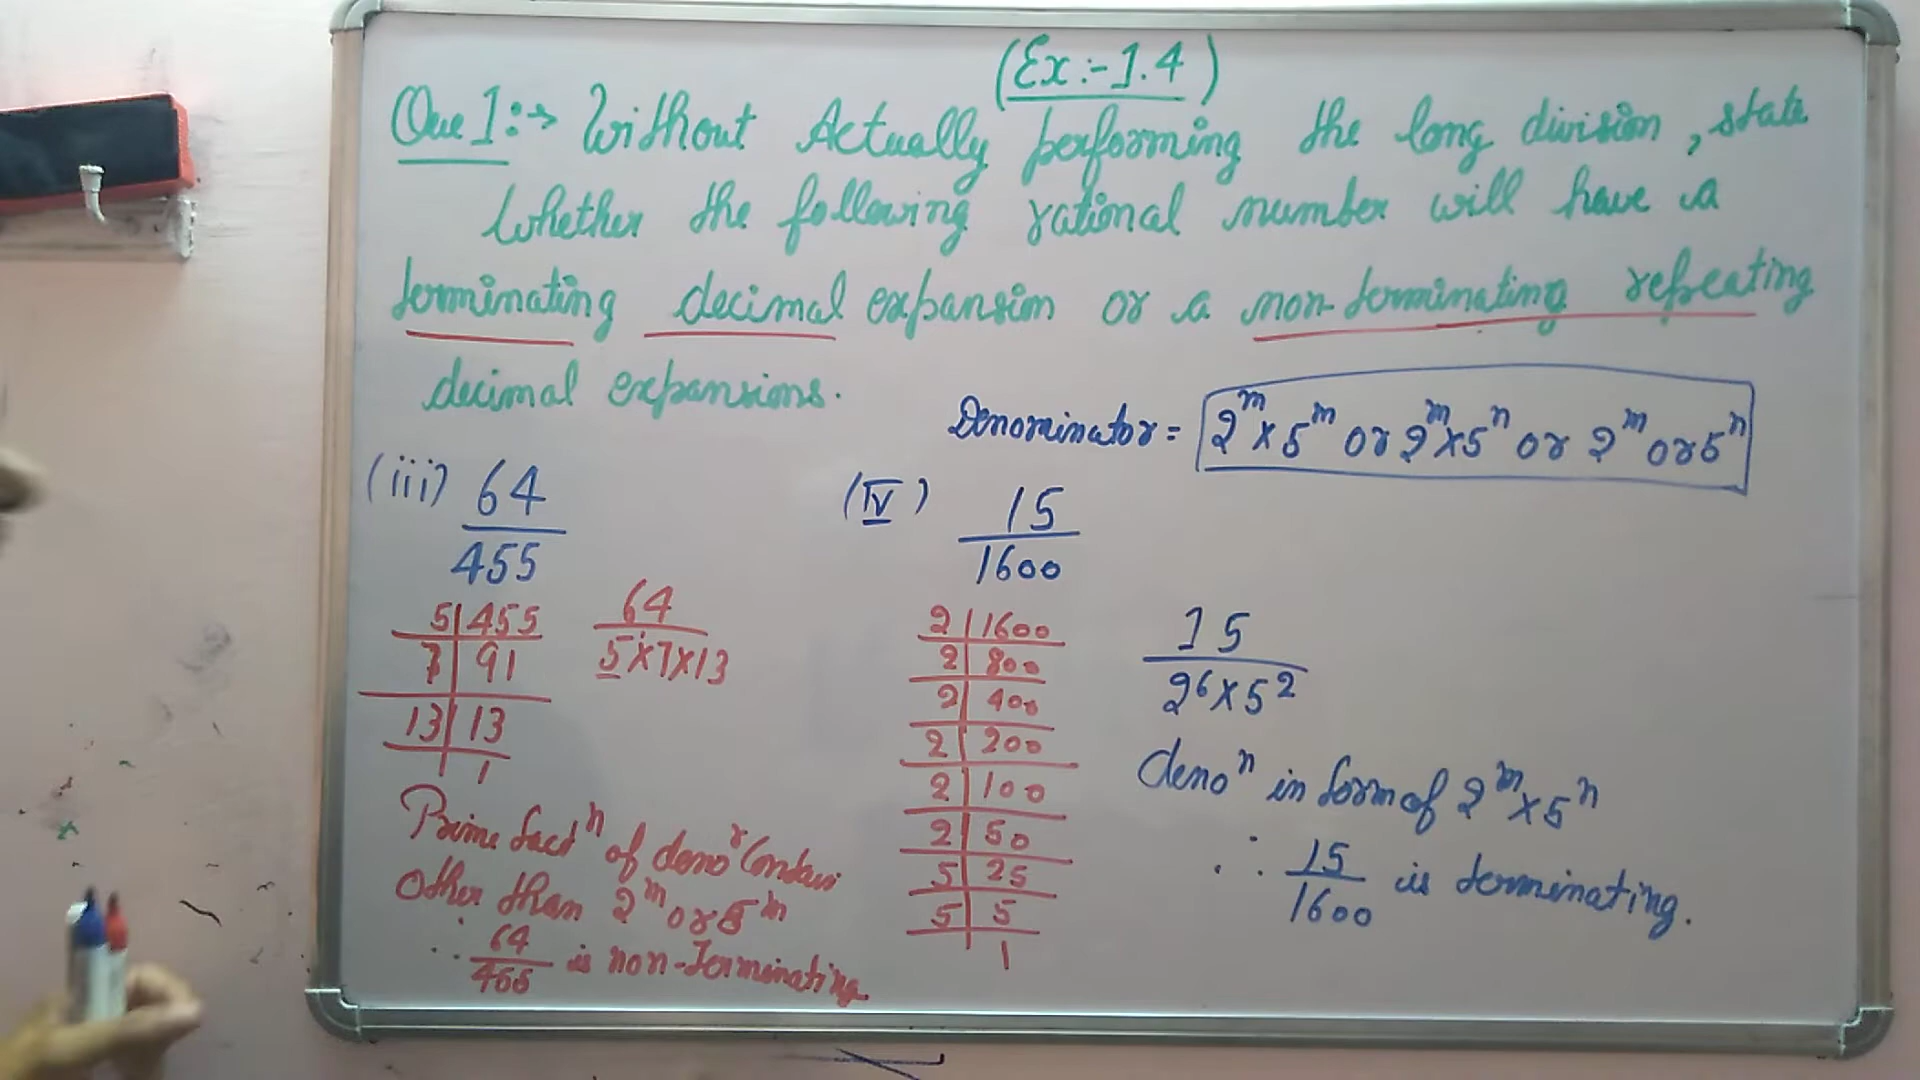 (Ex:-1.4)
Que 1:→ Without Actually performing the long division, state
Whether the following rational number will have a
terminating decimal expansion or a non-terminating repeating
decimal expansions.
Denominator = 2^m×5^m or 2^m×5^n or 2^m or 5^n
(iii) 64/455
5|455
7|91
13|13
1
64/5×7×13
Prime fact^n of deno^r Contain
Other than 2^m or 5^m
∴ 64/455 is non-Terminating
(IV) 15/1600
2|1600
2|800
2|400
2|200
2|100
2|50
5|25
5|5
1
15/2^6×5^2
deno^n in form of 2^m×5^n
∴ 15/1600 is terminating.